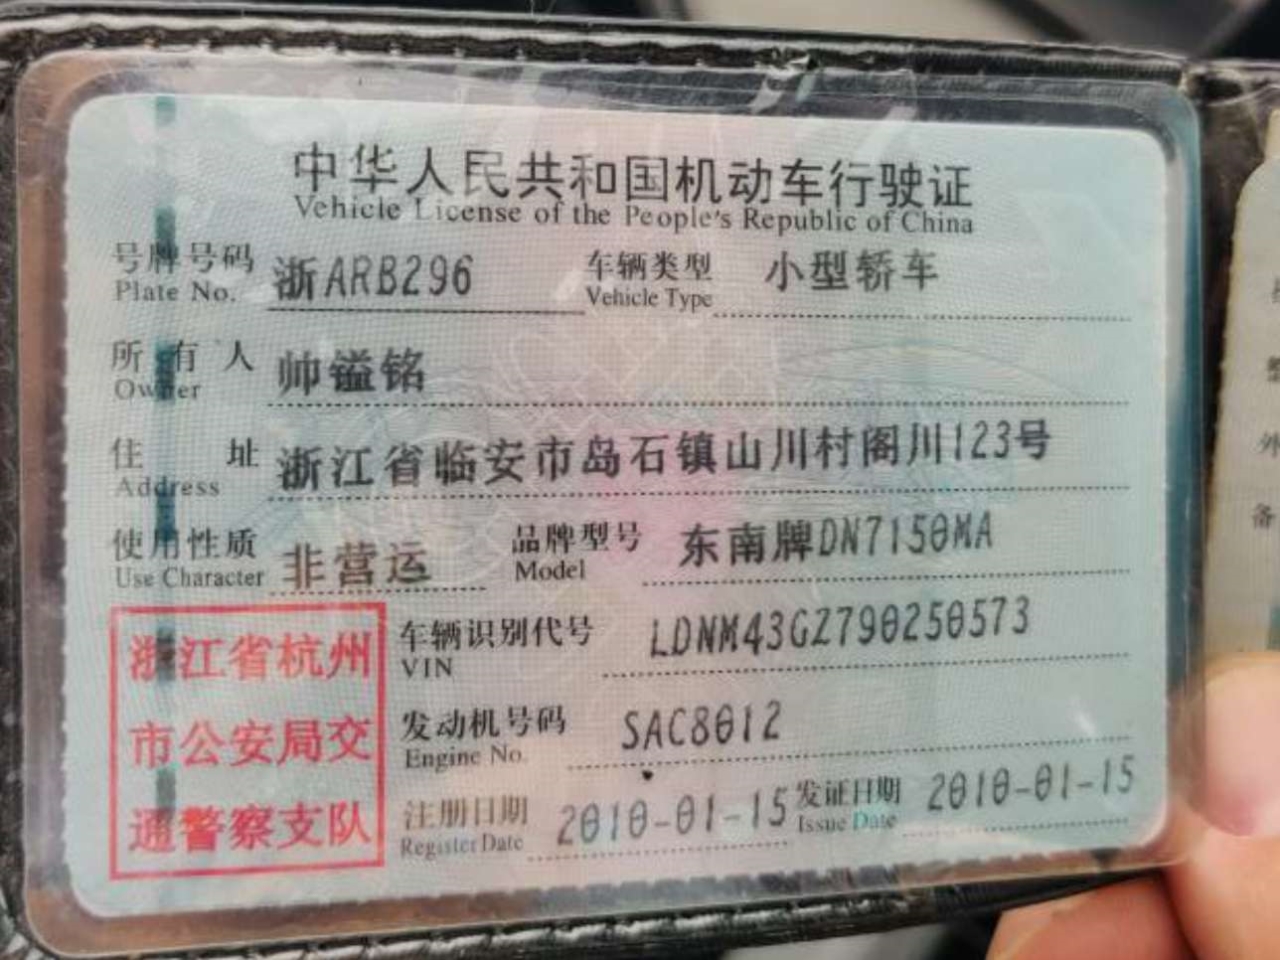 中华人民共和国机动车行驶证
Vehicle License of the People's Republic of China
号牌号码 浙ARB296 车辆类型 小型轿车
Plate No. Vehicle Type
所有人 帅镒铭
Owner
住址 浙江省临安市岛石镇山川村阁川123号
Address
使用性质 非营运 品牌型号 东南牌DN7150MA
Use Character Model
浙江省杭州
市公安局交
通警察支队
车辆识别代号 LDNM43GZ790250573
VIN
发动机号码 SAC8012
Engine No.
注册日期 2010-01-15 发证日期 2010-01-15
Register Date Issue Date
外
备